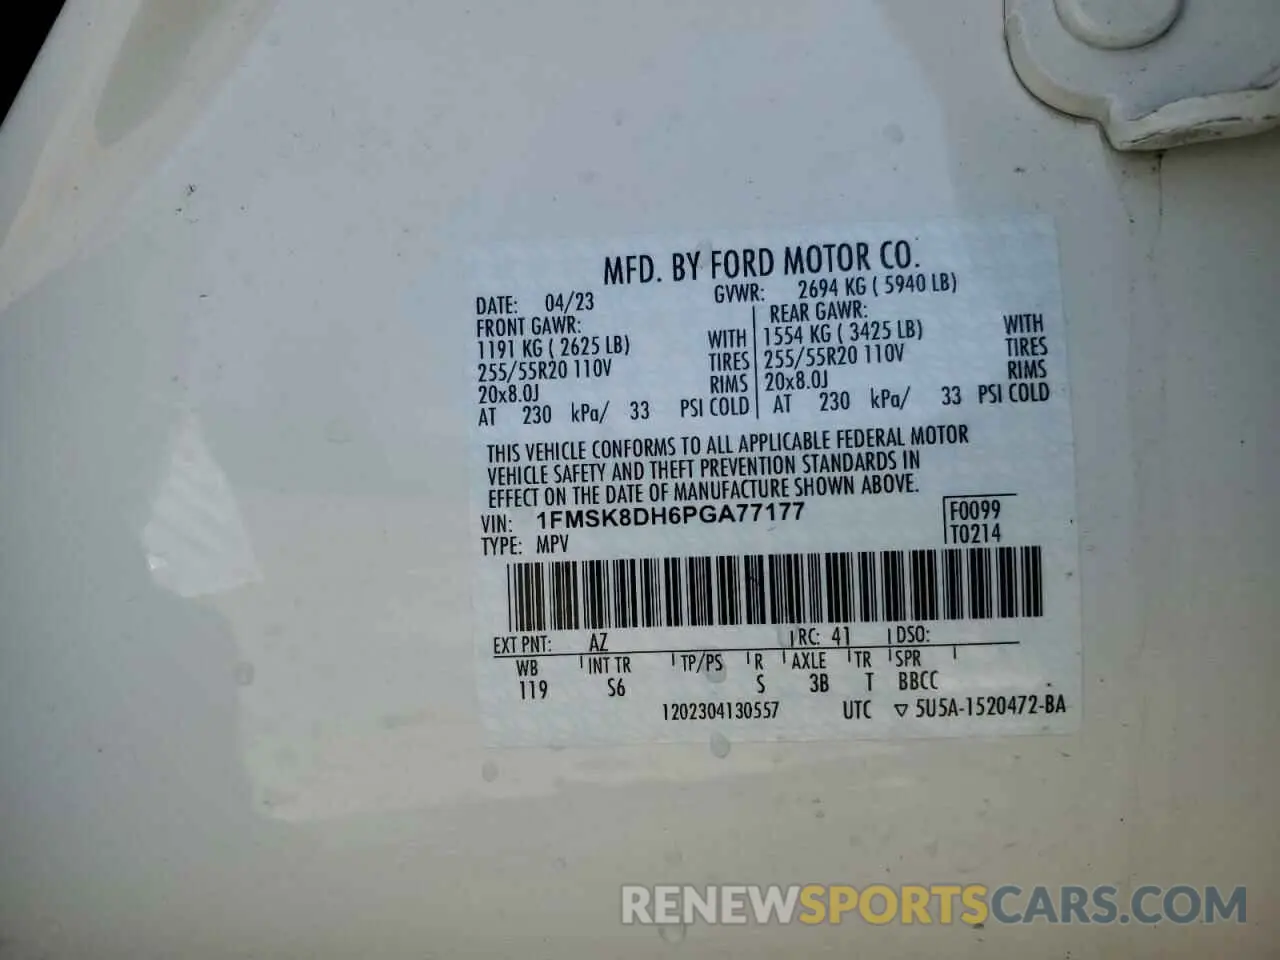 MFD. BY FORD MOTOR CO.
DATE: 04/23 GVWR: 2694 KG ( 5940 LB)
FRONT GAWR: REAR GAWR:
1191 KG ( 2625 LB) WITH 1554 KG ( 3425 LB) WITH
255/55R20 110V TIRES 255/55R20 110V TIRES
20x8.0J RIMS 20x8.0J RIMS
AT 230 kPa/ 33 PSI COLD AT 230 kPa/ 33 PSI COLD
THIS VEHICLE CONFORMS TO ALL APPLICABLE FEDERAL MOTOR
VEHICLE SAFETY AND THEFT PREVENTION STANDARDS IN
EFFECT ON THE DATE OF MANUFACTURE SHOWN ABOVE.
VIN: 1FMSK8DH6PGA77177 F0099
TYPE: MPV T0214
EXT PNT: AZ RC: 41 DSO:
WB INT TR TP/PS R AXLE TR SPR
119 S6 S 3B T BBCC
1202304130557 UTC ▽ 5U5A-1520472-BA
RENEWSPORTSCARS.COM